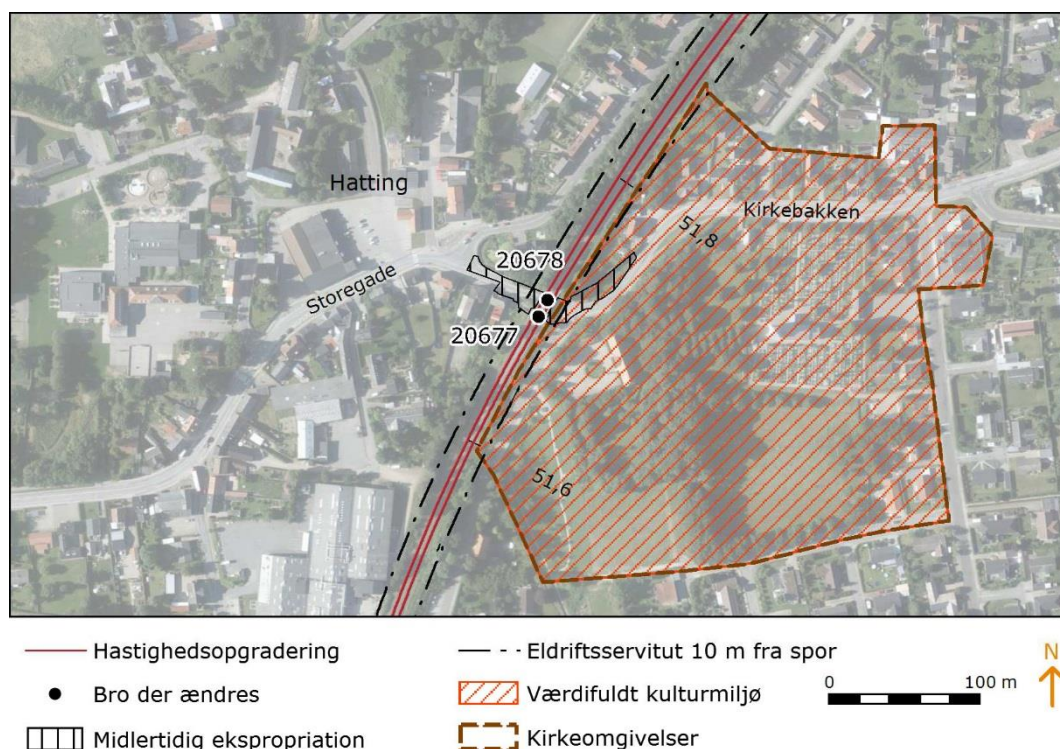 Hatting
Kirkebakken
51,8
20678
Storegade
20677
51,6
Hastighedsopgradering
Eldriftsservitut 10 m fra spor
N
Bro der ændres
Værdifuldt kulturmiljø
0 100 m
Midlertidig ekspropriation
Kirkeomgivelser